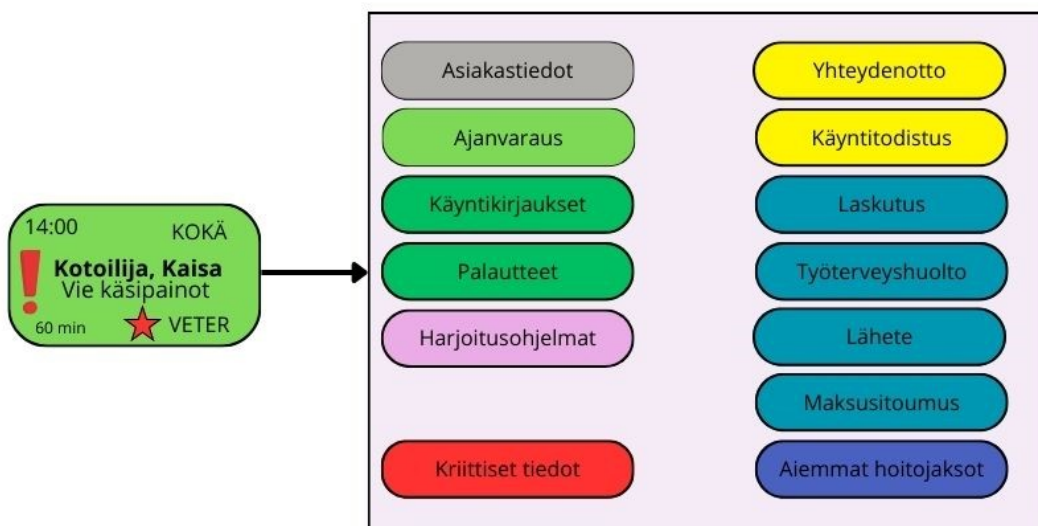 14:00
KOKÄ
Kotoilija, Kaisa
Vie käsipainot
60 min
VETER
Asiakastiedot
Ajanvaraus
Käyntikirjaukset
Palautteet
Harjoitusohjelmat
Kriittiset tiedot
Yhteydenotto
Käyntitodistus
Laskutus
Työterveyshuolto
Lähete
Maksusitoumus
Aiemmat hoitojaksot